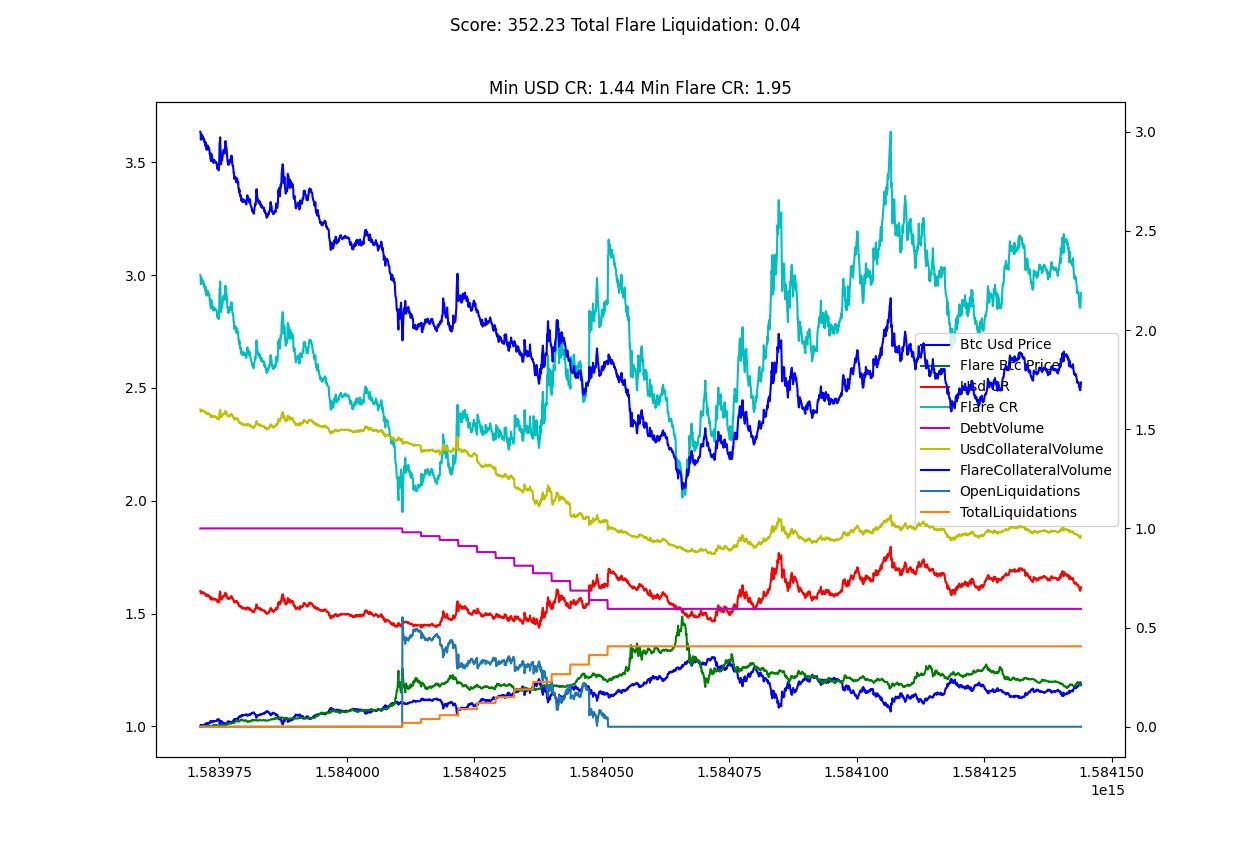 Score: 352.23 Total Flare Liquidation: 0.04
Min USD CR: 1.44 Min Flare CR: 1.95
3.5
3.0
2.5
2.0
1.5
1.0
3.0
2.5
2.0
1.5
1.0
0.5
0.0
Btc Usd Price
Flare Btc Price
Usd CR
Flare CR
DebtVolume
UsdCollateralVolume
FlareCollateralVolume
OpenLiquidations
TotalLiquidations
1.583975
1.584000
1.584025
1.584050
1.584075
1.584100
1.584125
1.584150
1e15